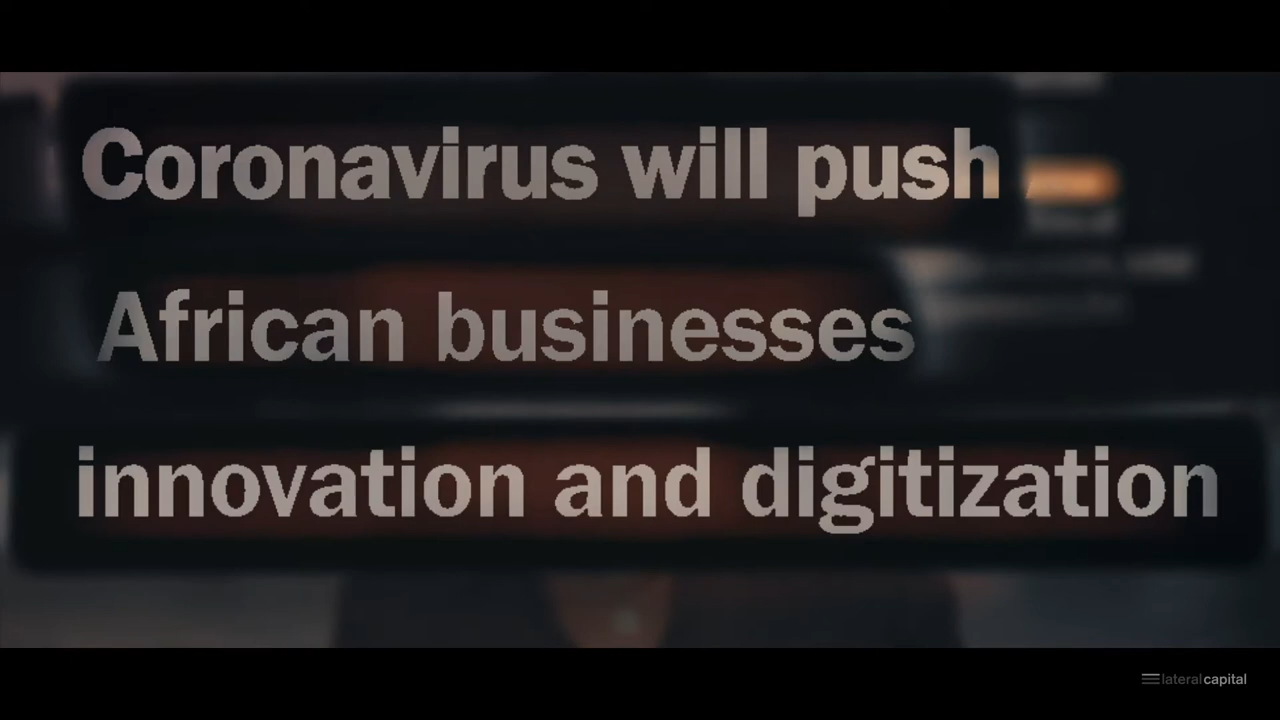 Coronavirus will push
African businesses
innovation and digitization
lateralcapital